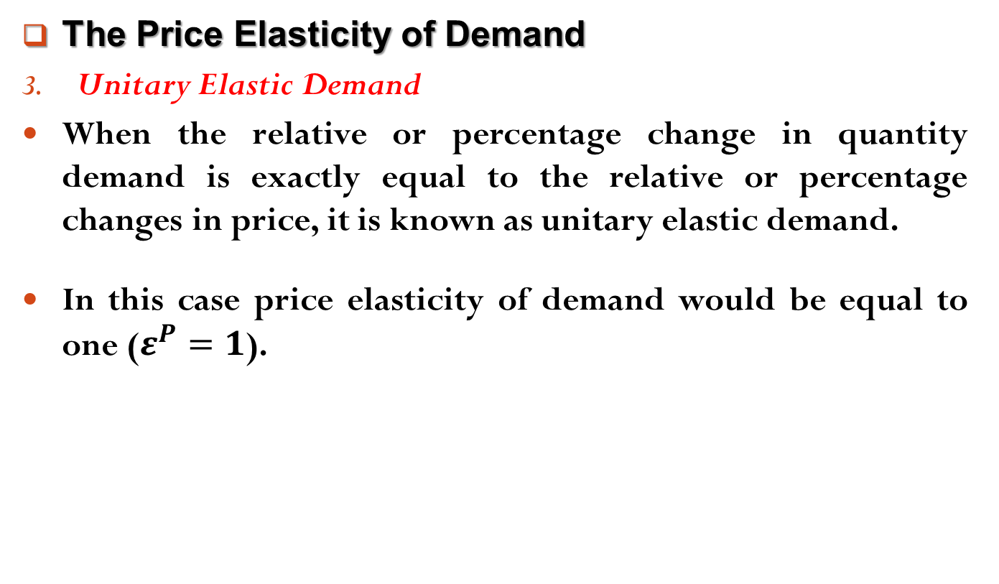 The Price Elasticity of Demand
3. Unitary Elastic Demand
• When the relative or percentage change in quantity
demand is exactly equal to the relative or percentage
changes in price, it is known as unitary elastic demand.
• In this case price elasticity of demand would be equal to
one (𝜺ᴾ = 𝟏).